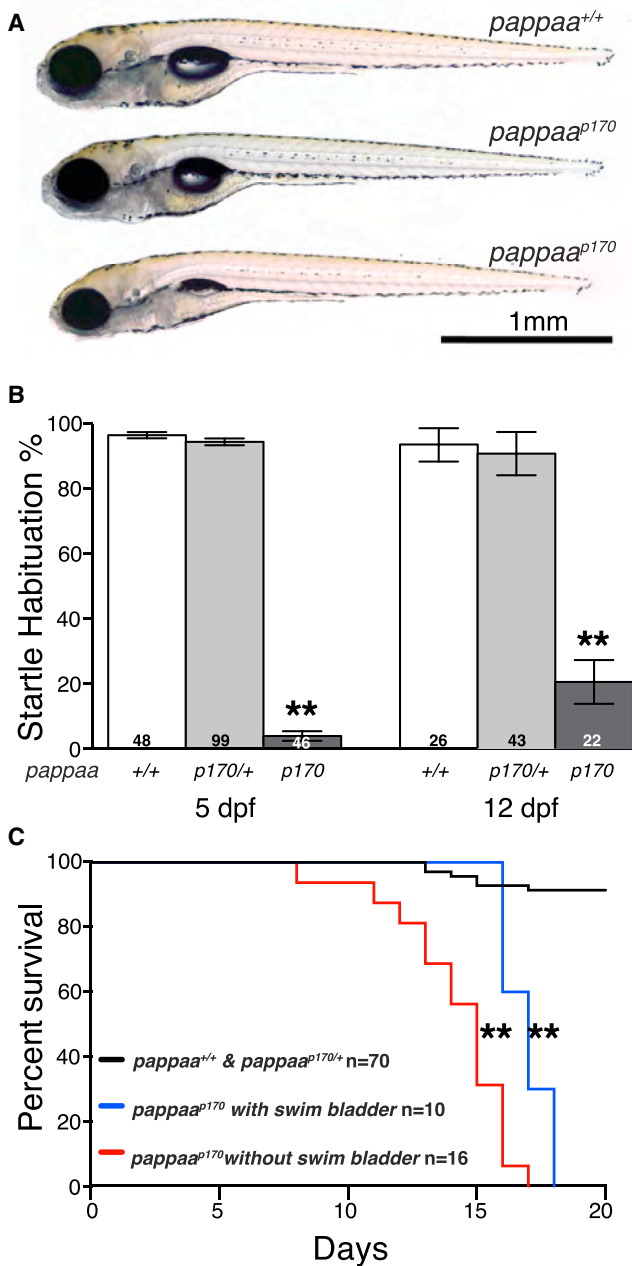 A
pappaa+/+
pappaap170
pappaap170
1mm
B
Startle Habituation %
100
80
60
40
20
0
**
**
48 99 46 26 43 22
pappaa +/+ p170/+ p170 +/+ p170/+ p170
5 dpf 12 dpf
C
Percent survival
100
80
60
40
20
0
** **
pappaa+/+ & pappaap170/+ n=70
pappaap170 with swim bladder n=10
pappaap170 without swim bladder n=16
0 5 10 15 20
Days